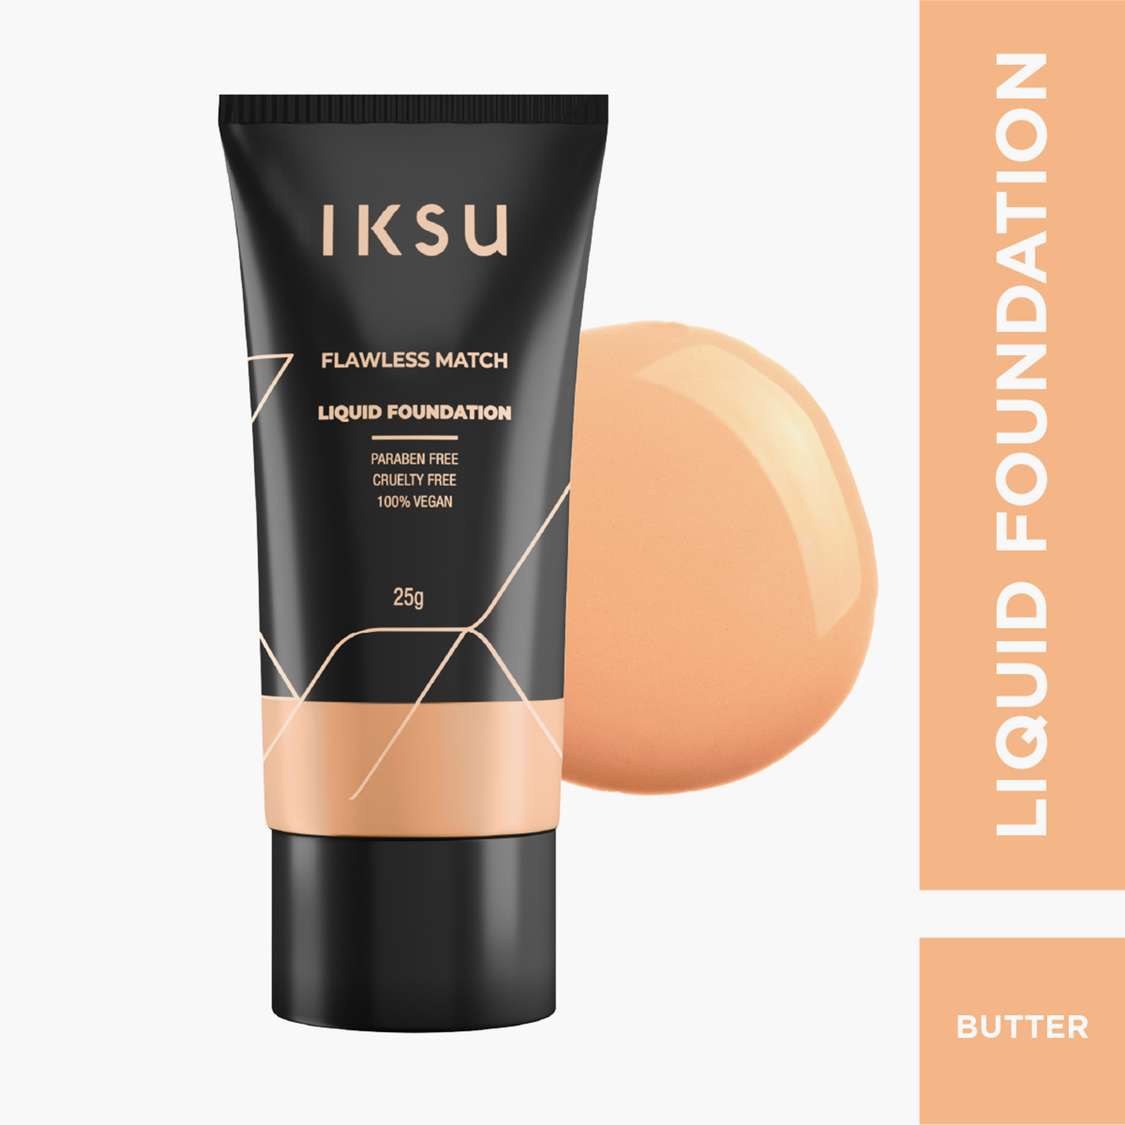 IKSU
FLAWLESS MATCH
LIQUID FOUNDATION
PARABEN FREE
CRUELTY FREE
100% VEGAN
25g
LIQUID FOUNDATION
BUTTER